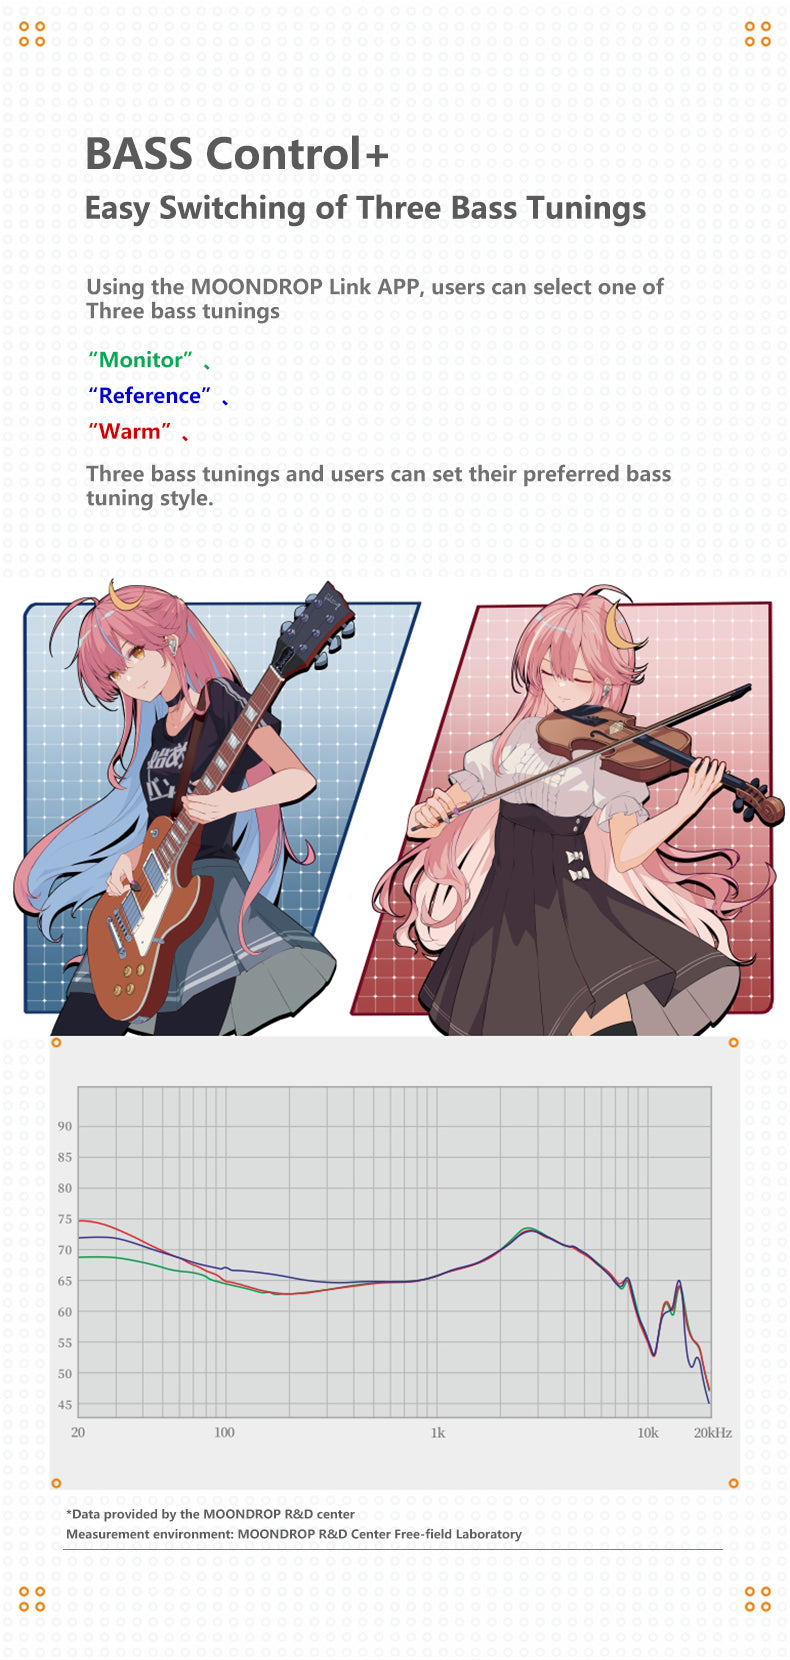 BASS Control+
Easy Switching of Three Bass Tunings
Using the MOONDROP Link APP, users can select one of
Three bass tunings
“Monitor” 、
“Reference” 、
“Warm” 、
Three bass tunings and users can set their preferred bass
tuning style.
90
85
80
75
70
65
60
55
50
45
20
100
1k
10k
20kHz
*Data provided by the MOONDROP R&D center
Measurement environment: MOONDROP R&D Center Free-field Laboratory